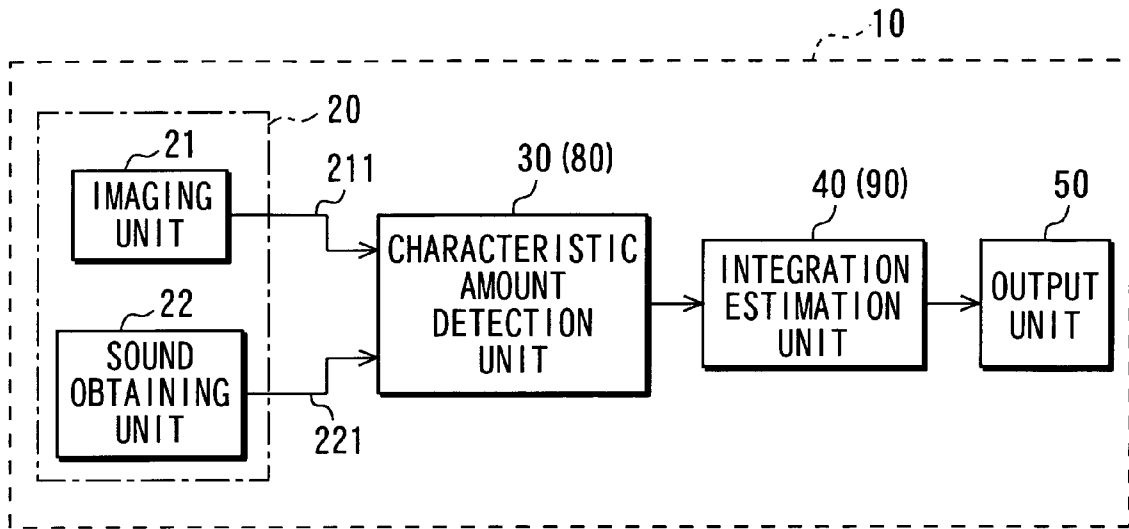 10
20
21
IMAGING
UNIT
211
22
SOUND
OBTAINING
UNIT
221
30 (80)
CHARACTERISTIC
AMOUNT
DETECTION
UNIT
40 (90)
INTEGRATION
ESTIMATION
UNIT
50
OUTPUT
UNIT